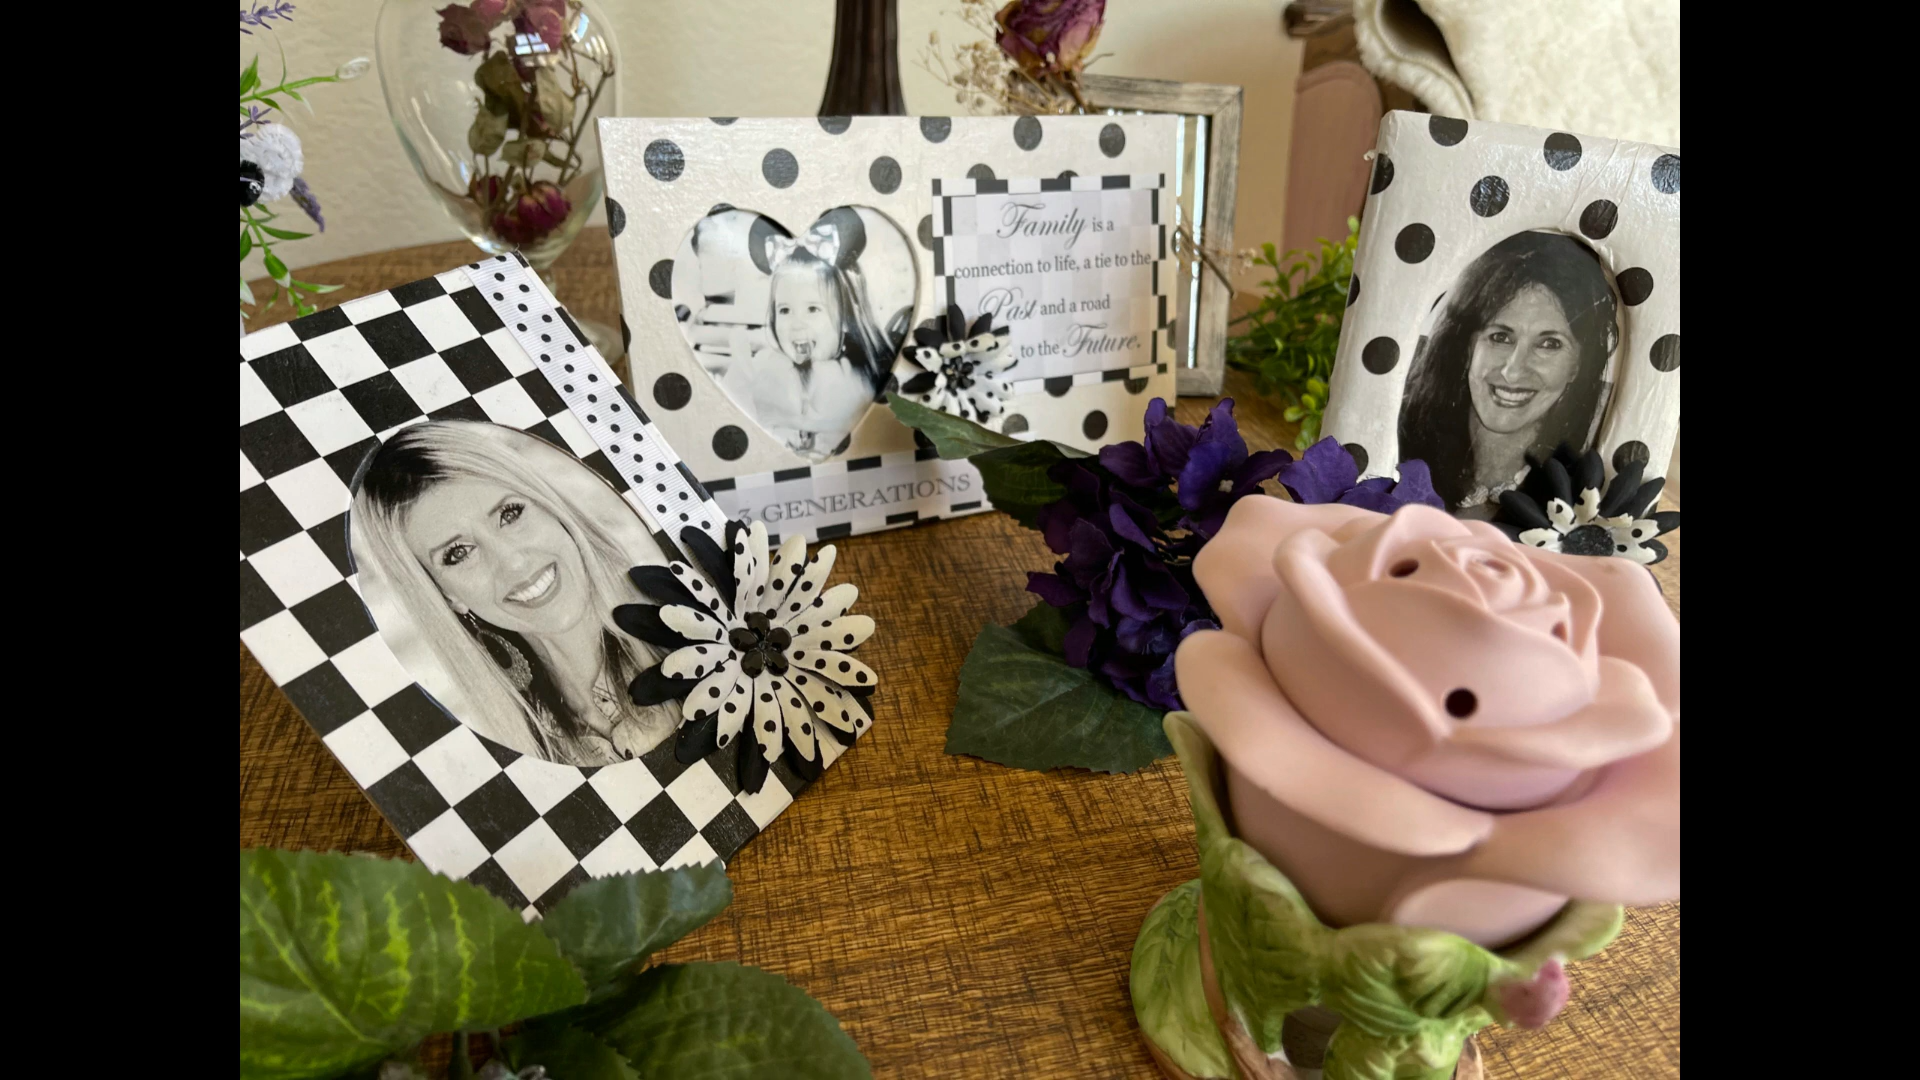 Family is a
connection to life, a tie to the
Past and a road
to the Future.
3 GENERATIONS